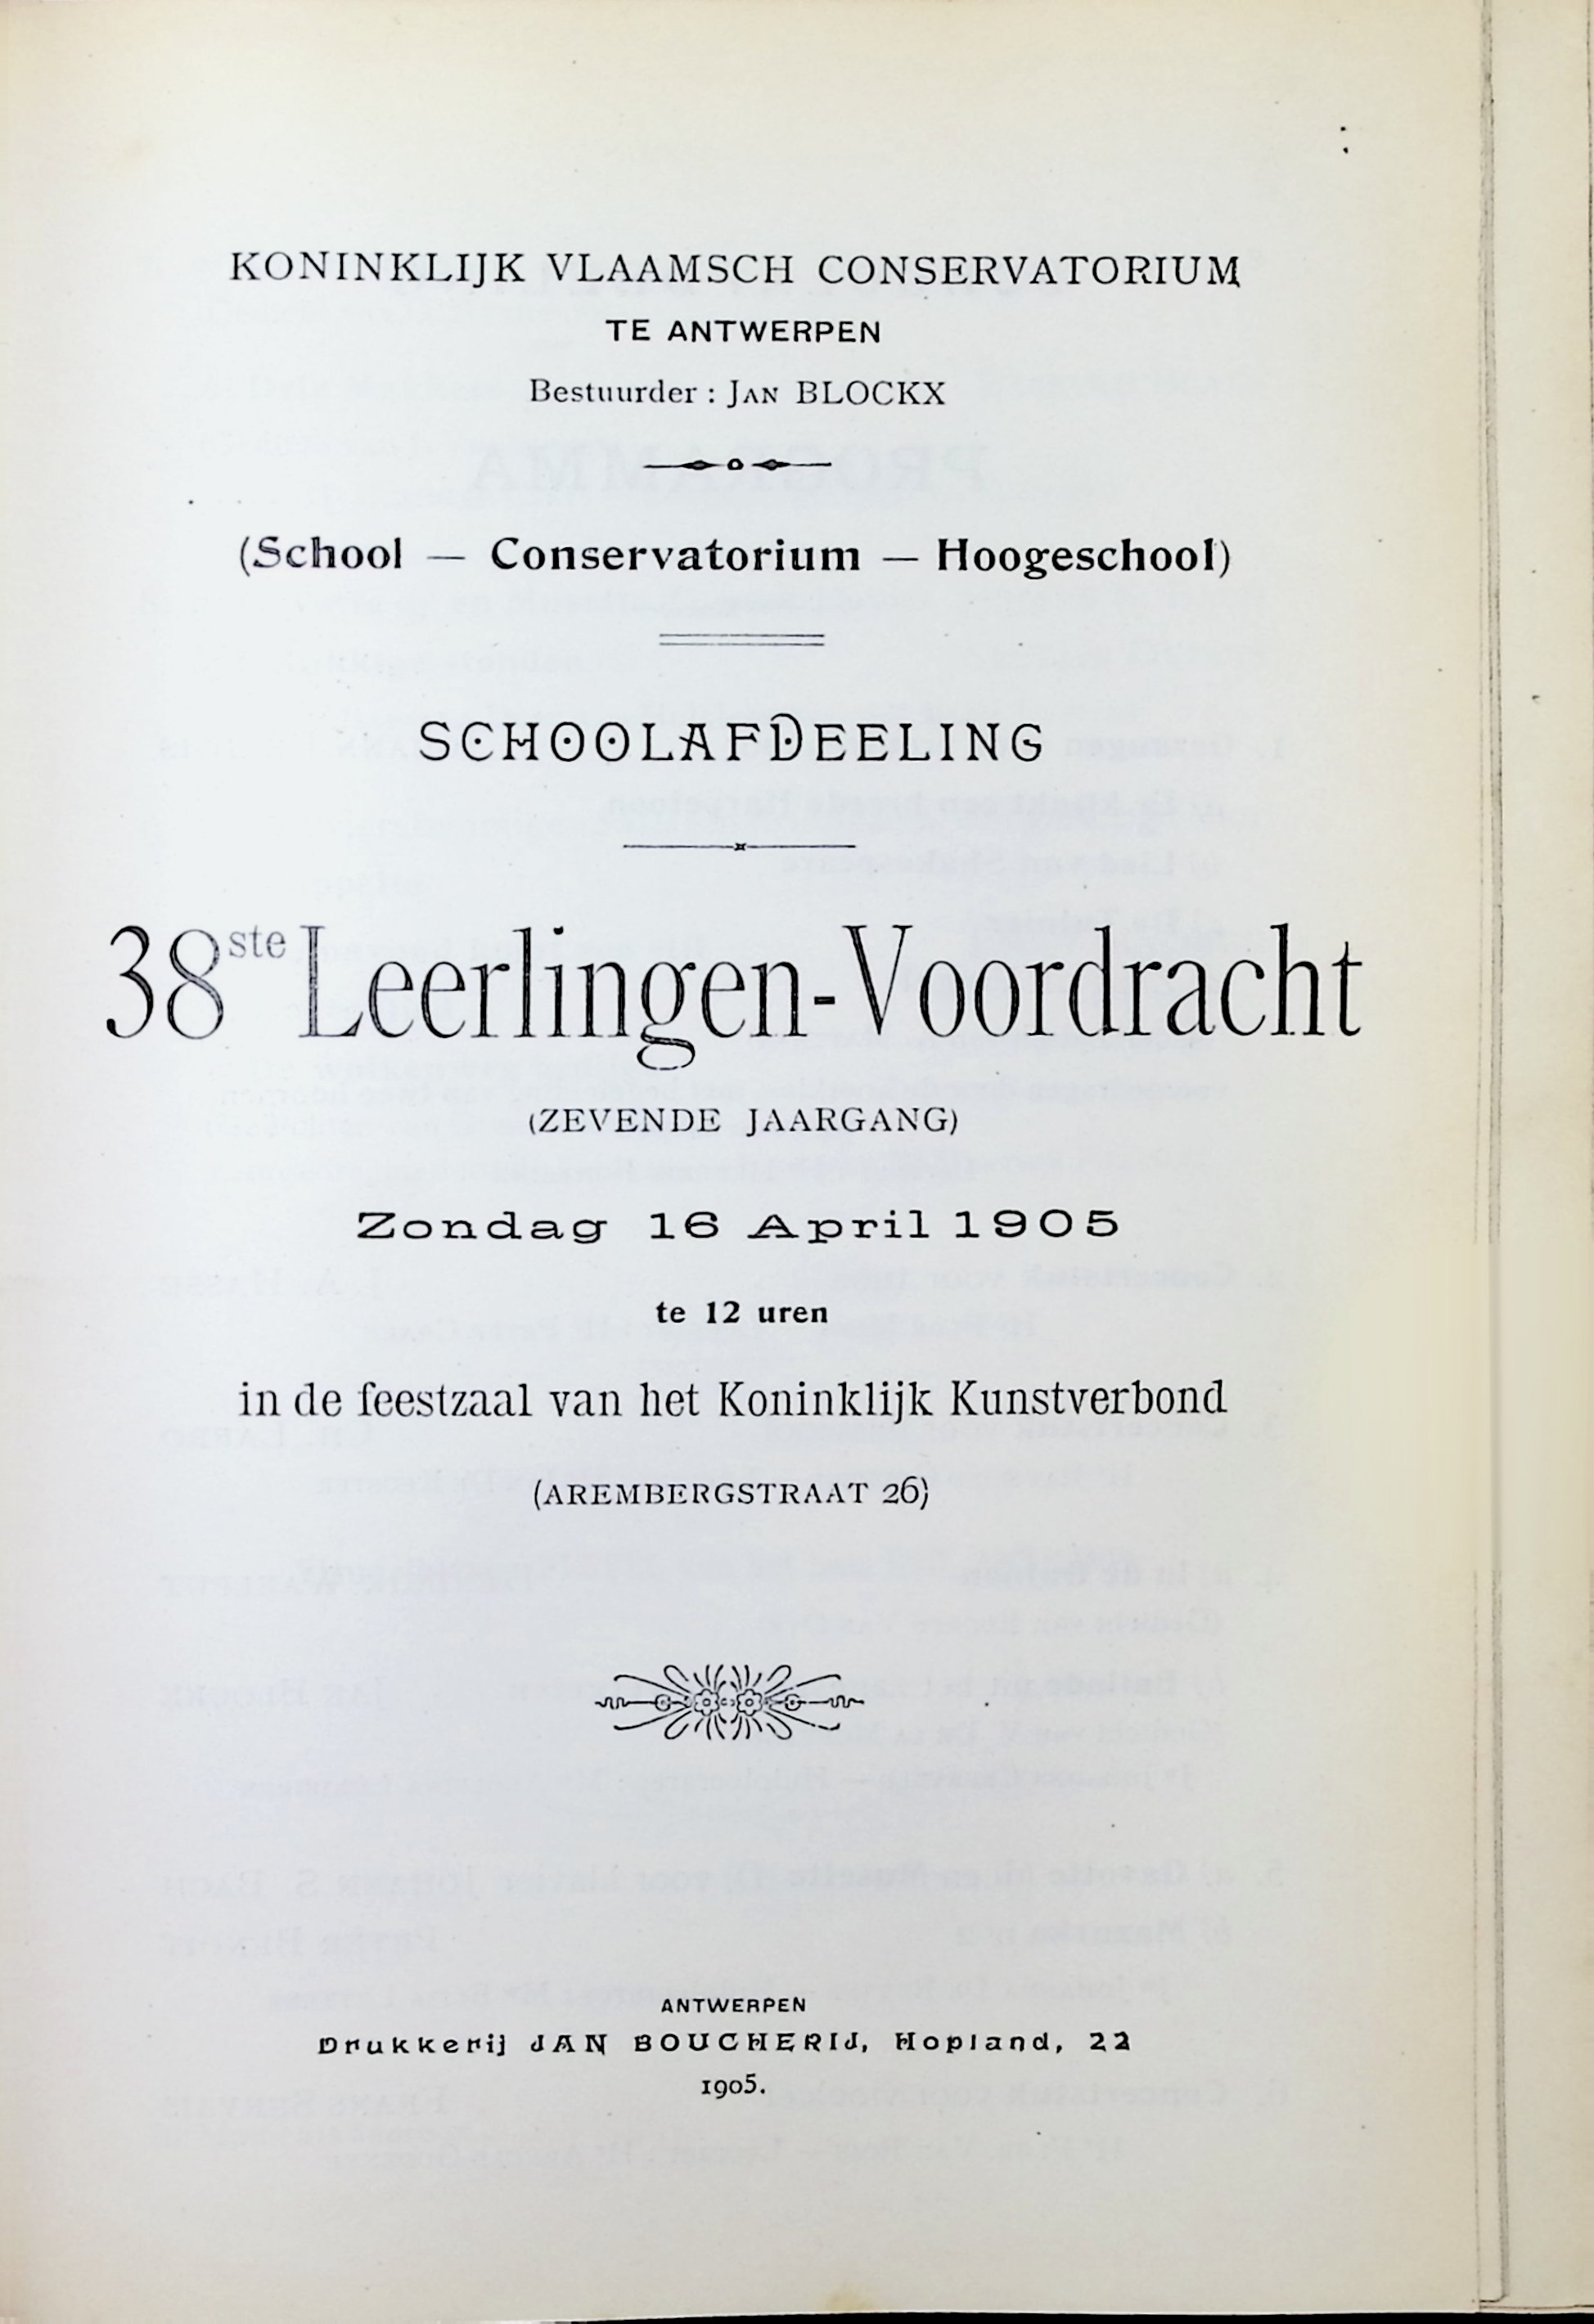 KONINKLIJK VLAAMSCH CONSERVATORIUM
TE ANTWERPEN
Bestuurder : JAN BLOCKX
(School — Conservatorium — Hoogeschool)
SCHOOLAFDEELING
38ste Leerlingen-Voordracht
(ZEVENDE JAARGANG)
Zondag 16 April 1905
te 12 uren
in de feestzaal van het Koninklijk Kunstverbond
(AREMBERGSTRAAT 26)
ANTWERPEN
Drukkerij JAN BOUCHERIJ, Hopland, 22
1905.